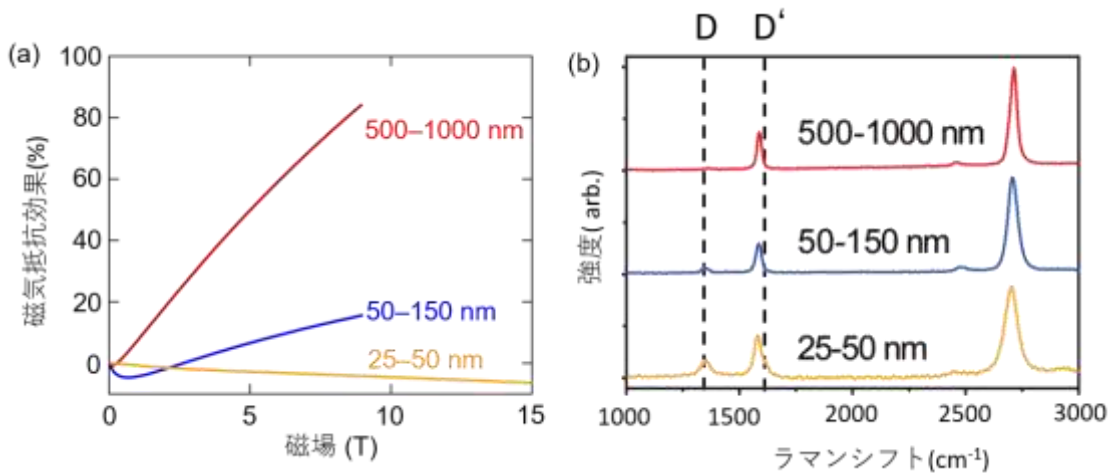 (a)
100
80
60
40
20
0
磁気抵抗効果(%)
500–1000 nm
50–150 nm
25–50 nm
0
5
10
15
磁場 (T)
D D‘
(b)
強度( arb.)
500-1000 nm
50-150 nm
25-50 nm
1000
1500
2000
2500
3000
ラマンシフト(cm⁻¹)